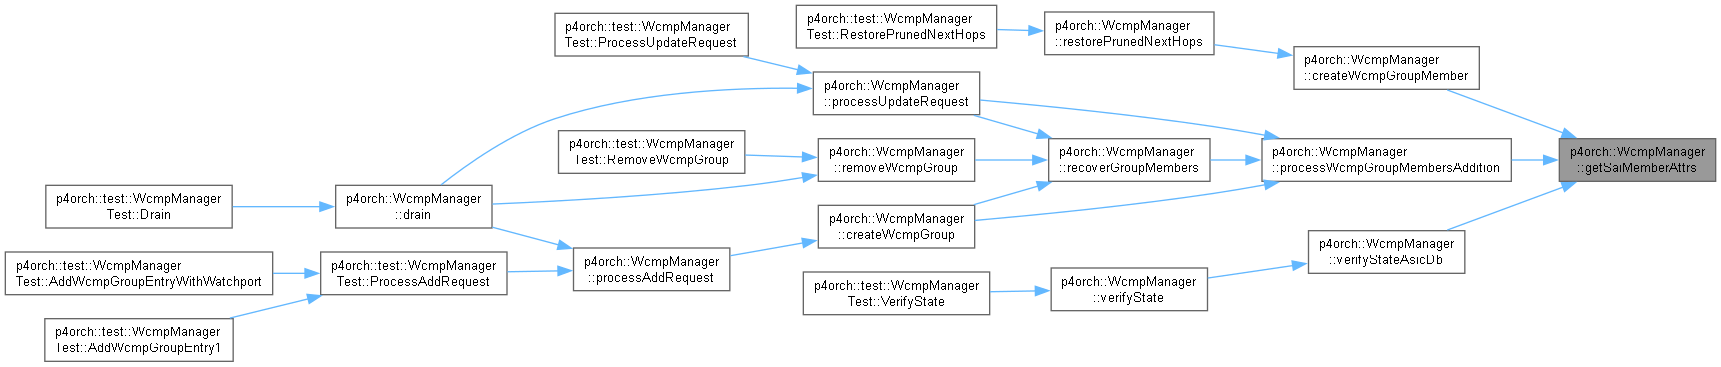 p4orch::test::WcmpManager
Test::ProcessUpdateRequest
p4orch::test::WcmpManager
Test::RestorePrunedNextHops
p4orch::WcmpManager
::restorePrunedNextHops
p4orch::WcmpManager
::createWcmpGroupMember
p4orch::WcmpManager
::processUpdateRequest
p4orch::test::WcmpManager
Test::RemoveWcmpGroup
p4orch::WcmpManager
::removeWcmpGroup
p4orch::WcmpManager
::recoverGroupMembers
p4orch::WcmpManager
::processWcmpGroupMembersAddition
p4orch::WcmpManager
::getSaiMemberAttrs
p4orch::test::WcmpManager
Test::Drain
p4orch::WcmpManager
::drain
p4orch::WcmpManager
::createWcmpGroup
p4orch::WcmpManager
::verifyStateAsicDb
p4orch::test::WcmpManager
Test::AddWcmpGroupEntryWithWatchport
p4orch::test::WcmpManager
Test::ProcessAddRequest
p4orch::WcmpManager
::processAddRequest
p4orch::test::WcmpManager
Test::VerifyState
p4orch::WcmpManager
::verifyState
p4orch::test::WcmpManager
Test::AddWcmpGroupEntry1